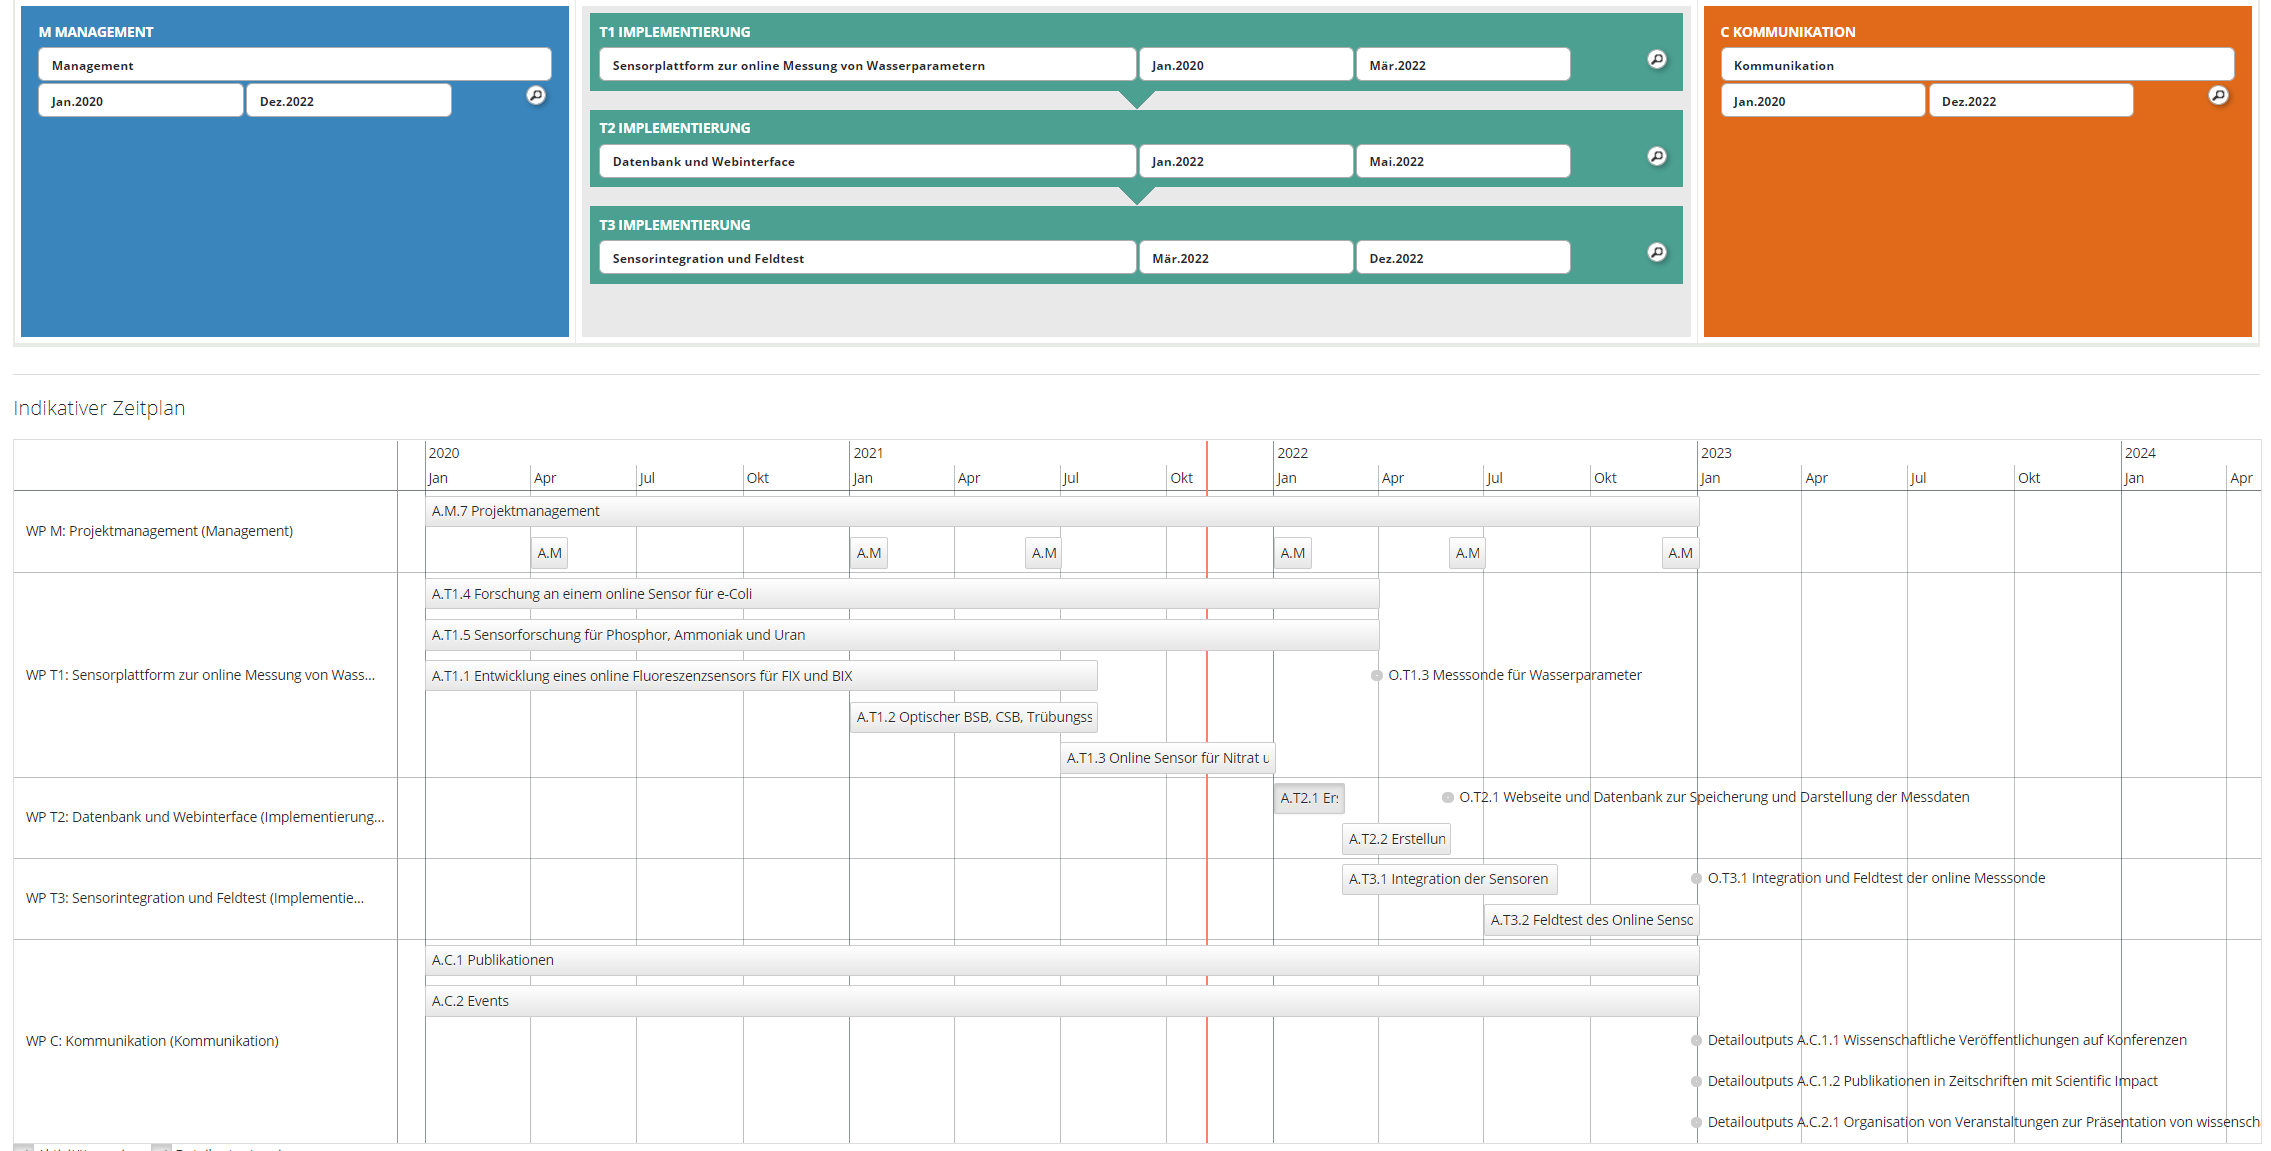 M MANAGEMENT
Management
Jan.2020 Dez.2022
T1 IMPLEMENTIERUNG
Sensorplattform zur online Messung von Wasserparametern Jan.2020 Mär.2022
T2 IMPLEMENTIERUNG
Datenbank und Webinterface Jan.2022 Mai.2022
T3 IMPLEMENTIERUNG
Sensorintegration und Feldtest Mär.2022 Dez.2022
C KOMMUNIKATION
Kommunikation
Jan.2020 Dez.2022
Indikativer Zeitplan
2020 2021 2022 2023 2024
Jan Apr Jul Okt Jan Apr Jul Okt Jan Apr Jul Okt Jan Apr Jul Okt Jan Apr
WP M: Projektmanagement (Management)
A.M.7 Projektmanagement
A.M A.M A.M A.M A.M A.M
WP T1: Sensorplattform zur online Messung von Wass...
A.T1.4 Forschung an einem online Sensor für e-Coli
A.T1.5 Sensorforschung für Phosphor, Ammoniak und Uran
A.T1.1 Entwicklung eines online Fluoreszenzsensors für FIX und BIX
O.T1.3 Messsonde für Wasserparameter
A.T1.2 Optischer BSB, CSB, Trübungss
A.T1.3 Online Sensor für Nitrat u
WP T2: Datenbank und Webinterface (Implementierung...
A.T2.1 Ers
O.T2.1 Webseite und Datenbank zur Speicherung und Darstellung der Messdaten
A.T2.2 Erstellun
WP T3: Sensorintegration und Feldtest (Implementie...
A.T3.1 Integration der Sensoren
O.T3.1 Integration und Feldtest der online Messsonde
A.T3.2 Feldtest des Online Senso
WP C: Kommunikation (Kommunikation)
A.C.1 Publikationen
A.C.2 Events
Detailoutputs A.C.1.1 Wissenschaftliche Veröffentlichungen auf Konferenzen
Detailoutputs A.C.1.2 Publikationen in Zeitschriften mit Scientific Impact
Detailoutputs A.C.2.1 Organisation von Veranstaltungen zur Präsentation von wissensch